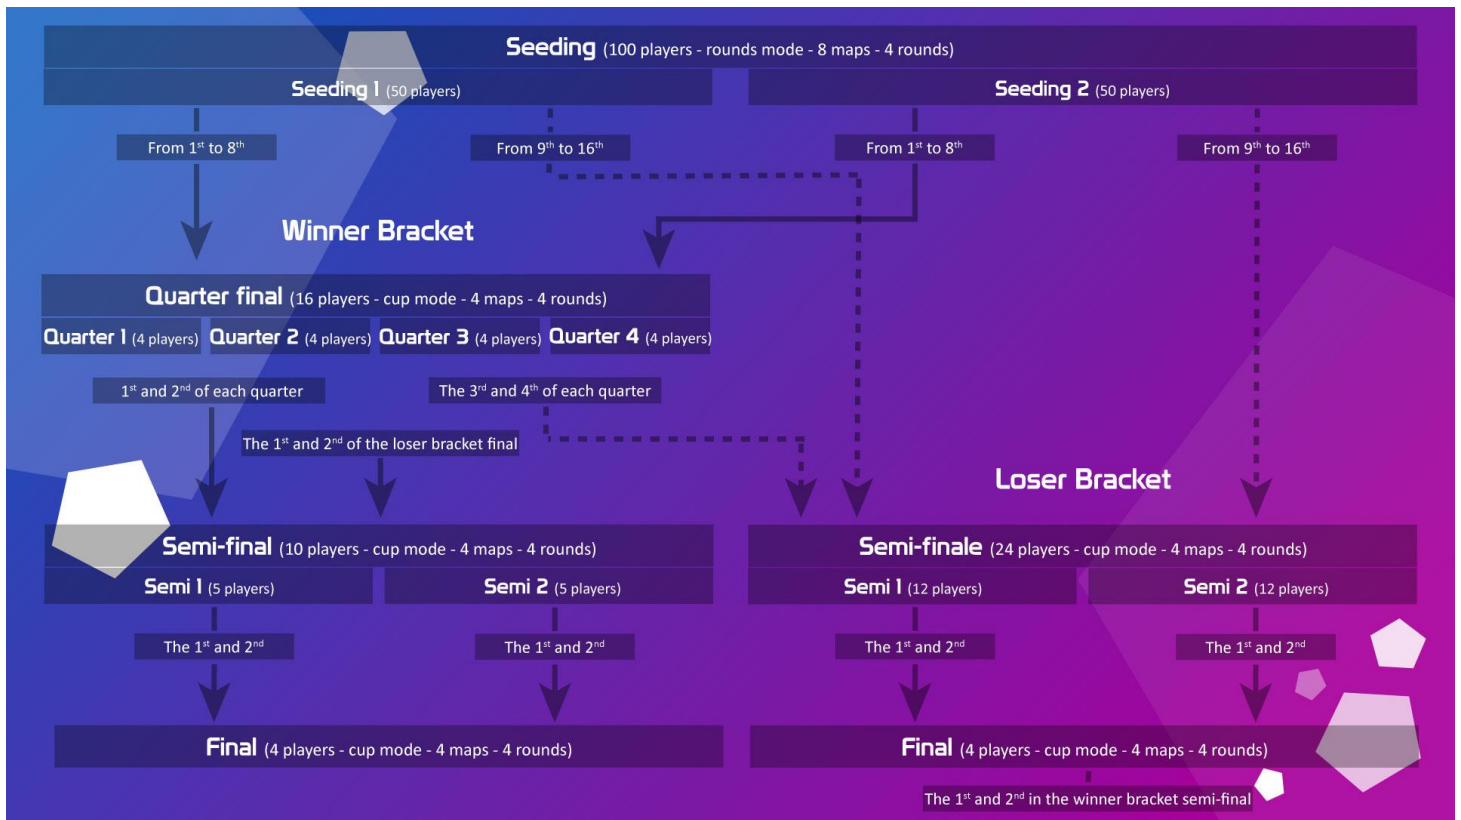 Seeding (100 players - rounds mode - 8 maps - 4 rounds)
Seeding 1 (50 players)
Seeding 2 (50 players)
From 1st to 8th
From 9th to 16th
From 1st to 8th
From 9th to 16th
Winner Bracket
Quarter final (16 players - cup mode - 4 maps - 4 rounds)
Quarter 1 (4 players)
Quarter 2 (4 players)
Quarter 3 (4 players)
Quarter 4 (4 players)
1st and 2nd of each quarter
The 3rd and 4th of each quarter
The 1st and 2nd of the loser bracket final
Loser Bracket
Semi-final (10 players - cup mode - 4 maps - 4 rounds)
Semi-finale (24 players - cup mode - 4 maps - 4 rounds)
Semi 1 (5 players)
Semi 2 (5 players)
Semi 1 (12 players)
Semi 2 (12 players)
The 1st and 2nd
The 1st and 2nd
The 1st and 2nd
The 1st and 2nd
Final (4 players - cup mode - 4 maps - 4 rounds)
Final (4 players - cup mode - 4 maps - 4 rounds)
The 1st and 2nd in the winner bracket semi-final